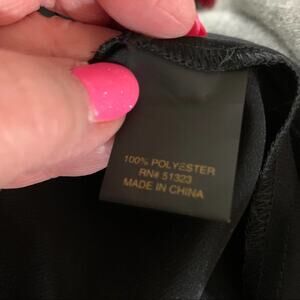 100% POLYESTER
RN# 51323
MADE IN CHINA